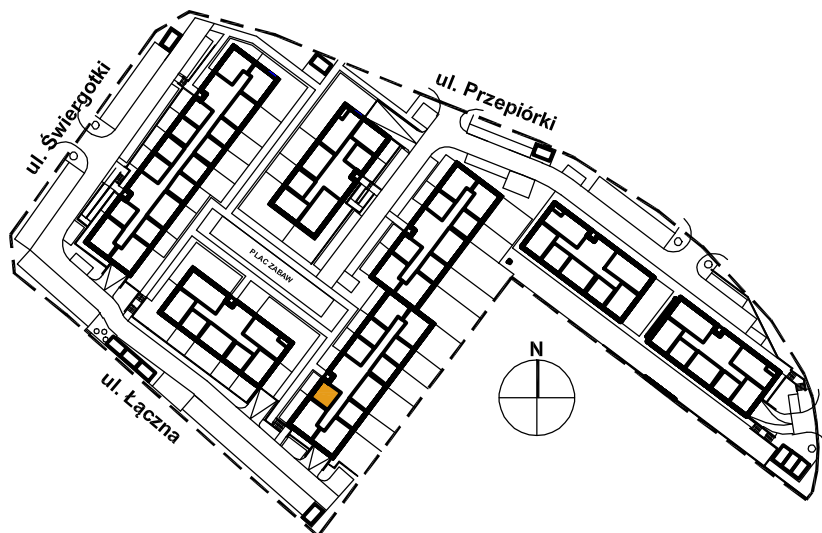 ul. Przepiórki
ul. Świergotki
PLAC ZABAW
N
ul. Łączna